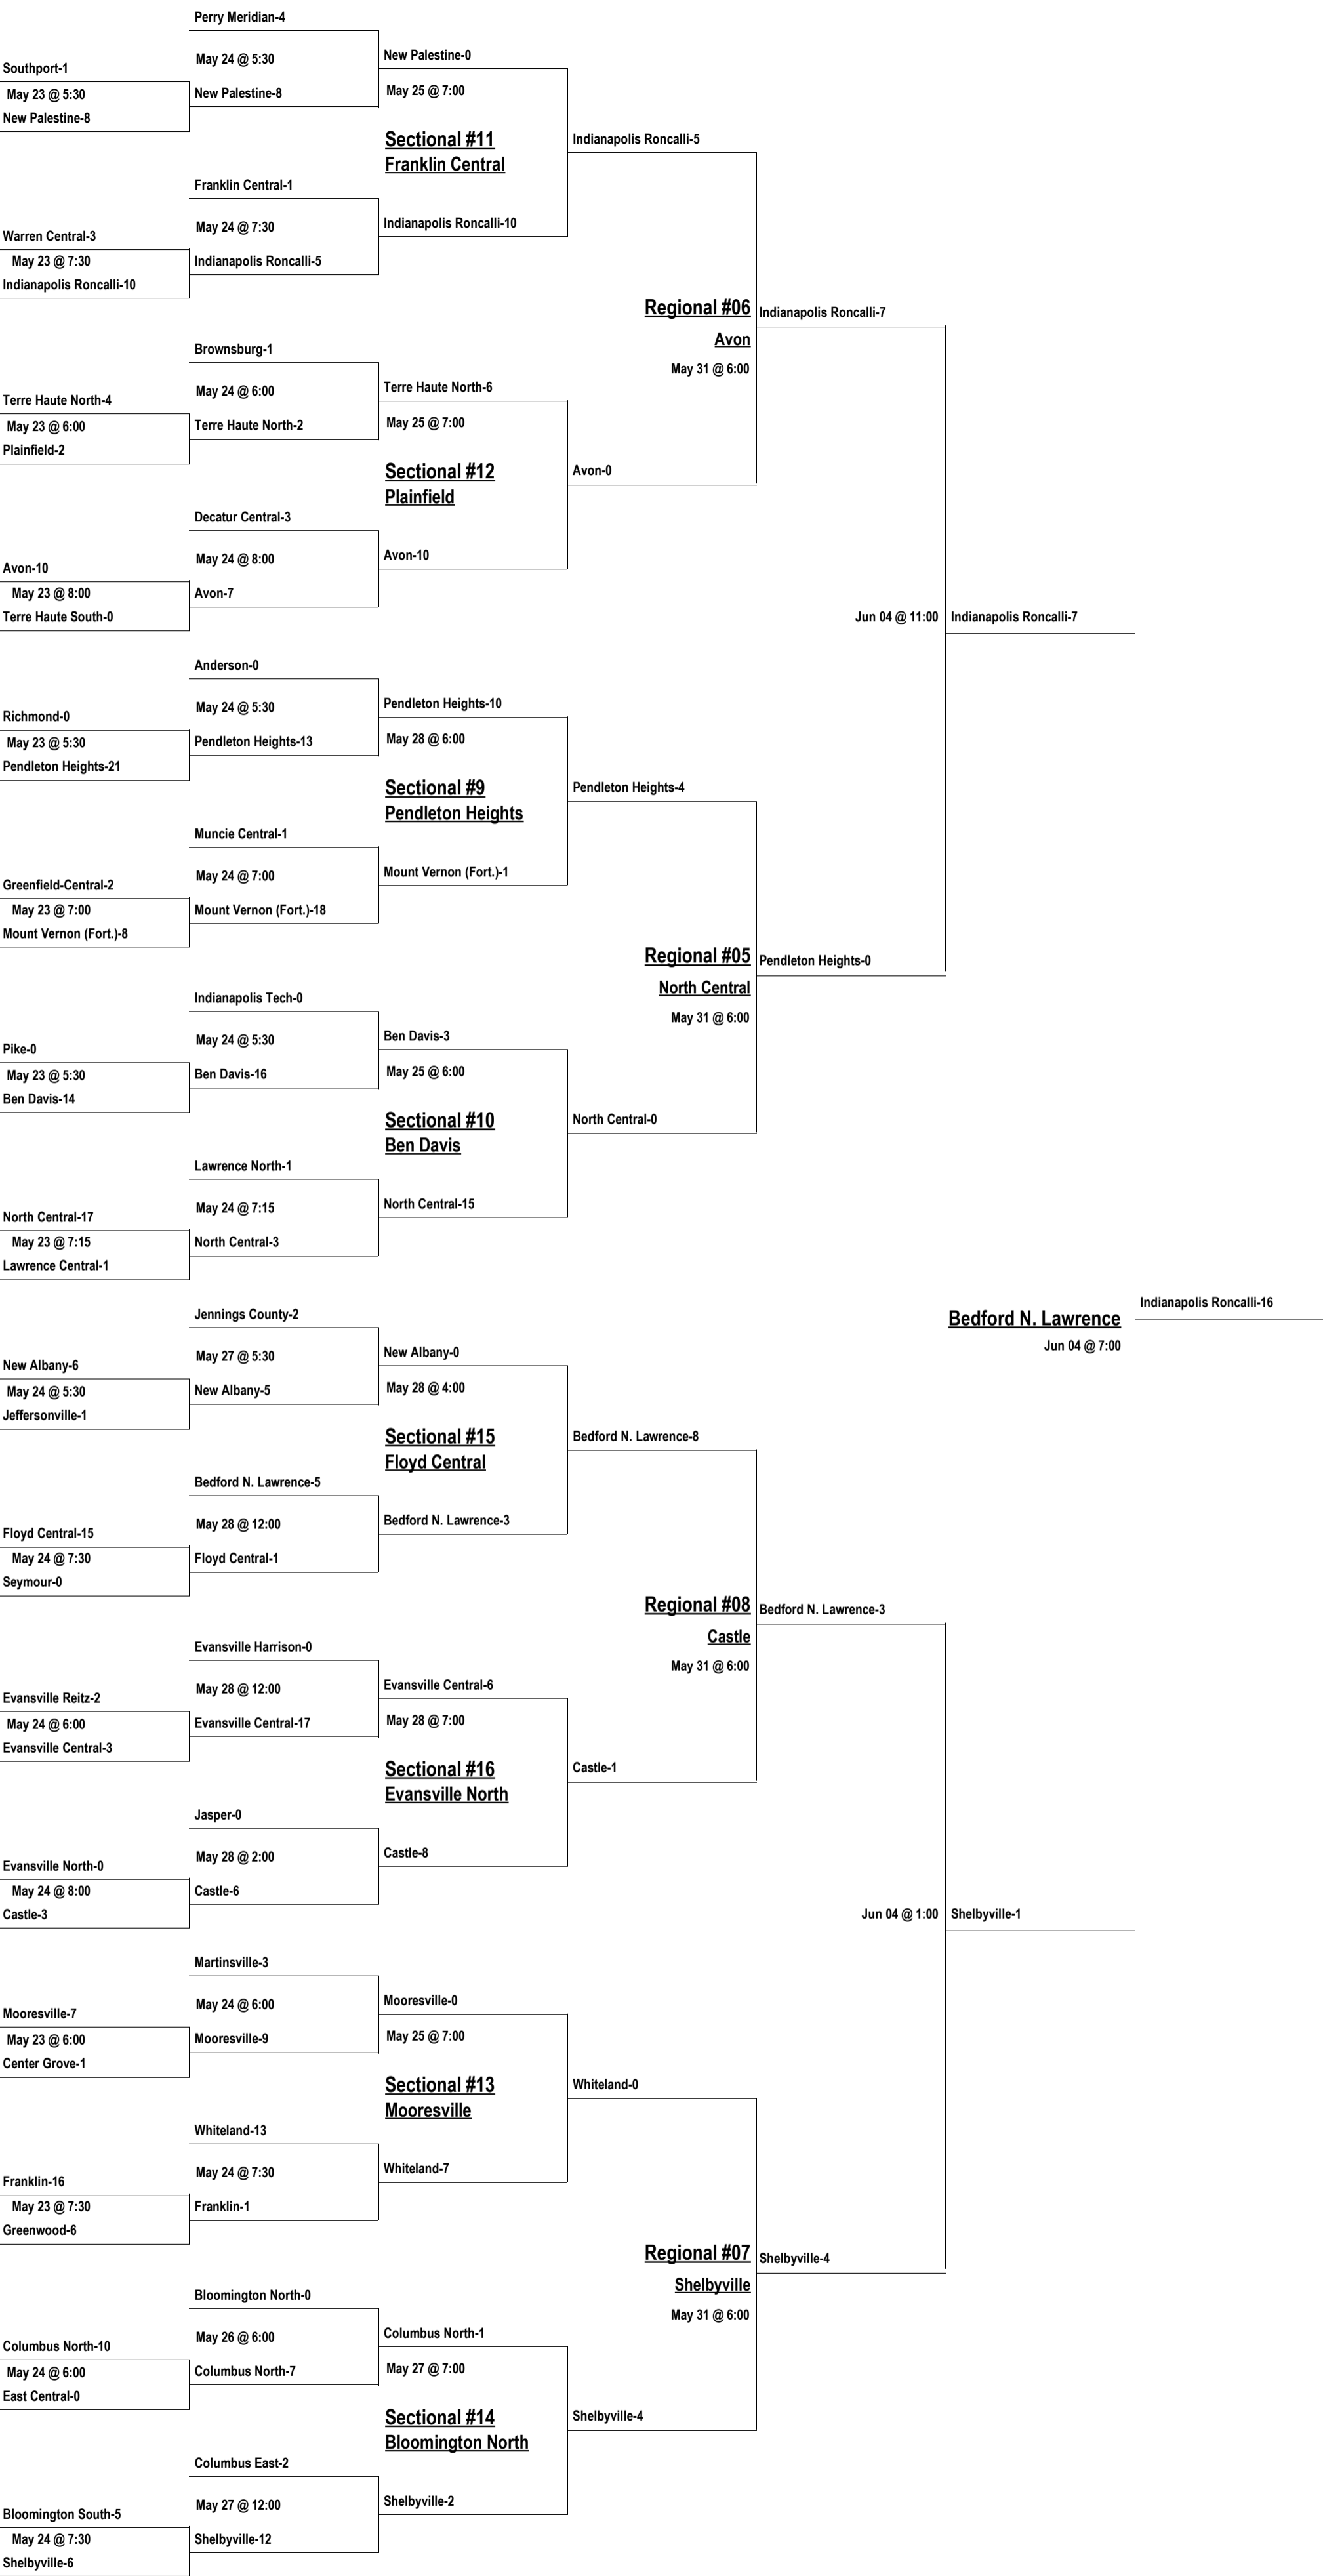 Perry Meridian-4
May 24 @ 5:30
New Palestine-0
Southport-1
May 23 @ 5:30
New Palestine-8
May 25 @ 7:00
New Palestine-8
Sectional #11
Franklin Central
Indianapolis Roncalli-5
Franklin Central-1
May 24 @ 7:30
Indianapolis Roncalli-10
Warren Central-3
May 23 @ 7:30
Indianapolis Roncalli-5
Indianapolis Roncalli-10
Regional #06
Indianapolis Roncalli-7
Avon
May 31 @ 6:00
Brownsburg-1
May 24 @ 6:00
Terre Haute North-6
Terre Haute North-4
May 23 @ 6:00
Terre Haute North-2
May 25 @ 7:00
Plainfield-2
Sectional #12
Plainfield
Avon-0
Decatur Central-3
May 24 @ 8:00
Avon-10
Avon-10
May 23 @ 8:00
Avon-7
Terre Haute South-0
Jun 04 @ 11:00
Indianapolis Roncalli-7
Anderson-0
May 24 @ 5:30
Pendleton Heights-10
Richmond-0
May 23 @ 5:30
Pendleton Heights-13
May 28 @ 6:00
Pendleton Heights-21
Sectional #9
Pendleton Heights
Pendleton Heights-4
Muncie Central-1
May 24 @ 7:00
Mount Vernon (Fort.)-1
Greenfield-Central-2
May 23 @ 7:00
Mount Vernon (Fort.)-18
Mount Vernon (Fort.)-8
Regional #05
Pendleton Heights-0
North Central
May 31 @ 6:00
Indianapolis Tech-0
May 24 @ 5:30
Ben Davis-3
Pike-0
May 23 @ 5:30
Ben Davis-16
May 25 @ 6:00
Ben Davis-14
Sectional #10
Ben Davis
North Central-0
Lawrence North-1
May 24 @ 7:15
North Central-15
North Central-17
May 23 @ 7:15
North Central-3
Lawrence Central-1
Indianapolis Roncalli-16
Bedford N. Lawrence
Jun 04 @ 7:00
Jennings County-2
May 27 @ 5:30
New Albany-0
New Albany-6
May 24 @ 5:30
New Albany-5
May 28 @ 4:00
Jeffersonville-1
Sectional #15
Floyd Central
Bedford N. Lawrence-8
Bedford N. Lawrence-5
May 28 @ 12:00
Bedford N. Lawrence-3
Floyd Central-15
May 24 @ 7:30
Floyd Central-1
Seymour-0
Regional #08
Bedford N. Lawrence-3
Castle
May 31 @ 6:00
Evansville Harrison-0
May 28 @ 12:00
Evansville Central-6
Evansville Reitz-2
May 24 @ 6:00
Evansville Central-17
May 28 @ 7:00
Evansville Central-3
Sectional #16
Evansville North
Castle-1
Jasper-0
May 28 @ 2:00
Castle-8
Evansville North-0
May 24 @ 8:00
Castle-6
Castle-3
Jun 04 @ 1:00
Shelbyville-1
Martinsville-3
May 24 @ 6:00
Mooresville-0
Mooresville-7
May 23 @ 6:00
Mooresville-9
May 25 @ 7:00
Center Grove-1
Sectional #13
Mooresville
Whiteland-0
Whiteland-13
May 24 @ 7:30
Whiteland-7
Franklin-16
May 23 @ 7:30
Franklin-1
Greenwood-6
Regional #07
Shelbyville-4
Shelbyville
May 31 @ 6:00
Bloomington North-0
May 26 @ 6:00
Columbus North-1
Columbus North-10
May 24 @ 6:00
Columbus North-7
May 27 @ 7:00
East Central-0
Sectional #14
Bloomington North
Shelbyville-4
Columbus East-2
May 27 @ 12:00
Shelbyville-2
Bloomington South-5
May 24 @ 7:30
Shelbyville-12
Shelbyville-6